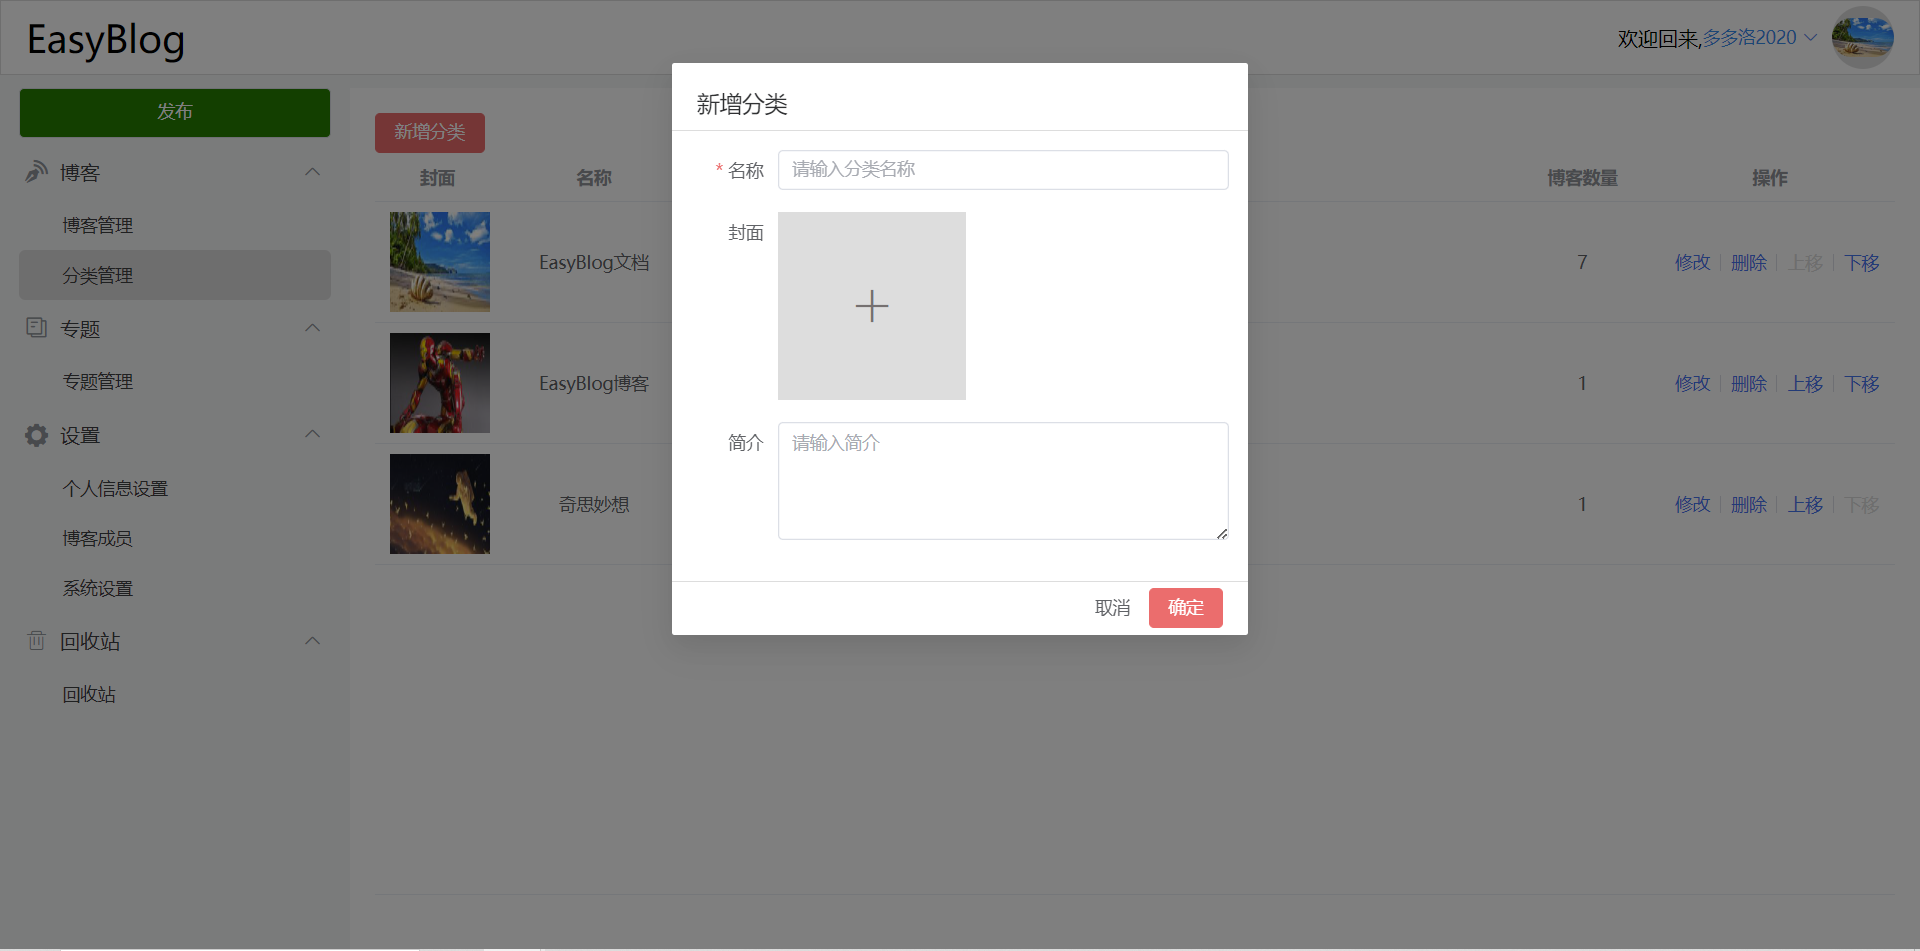 EasyBlog
欢迎回来,多多洛2020
发布
博客
博客管理
分类管理
专题
专题管理
设置
个人信息设置
博客成员
系统设置
回收站
回收站
新增分类
封面 名称 博客数量 操作
EasyBlog文档 7 修改 删除 上移 下移
EasyBlog博客 1 修改 删除 上移 下移
奇思妙想 1 修改 删除 上移 下移
新增分类
* 名称 请输入分类名称
封面
简介 请输入简介
取消 确定